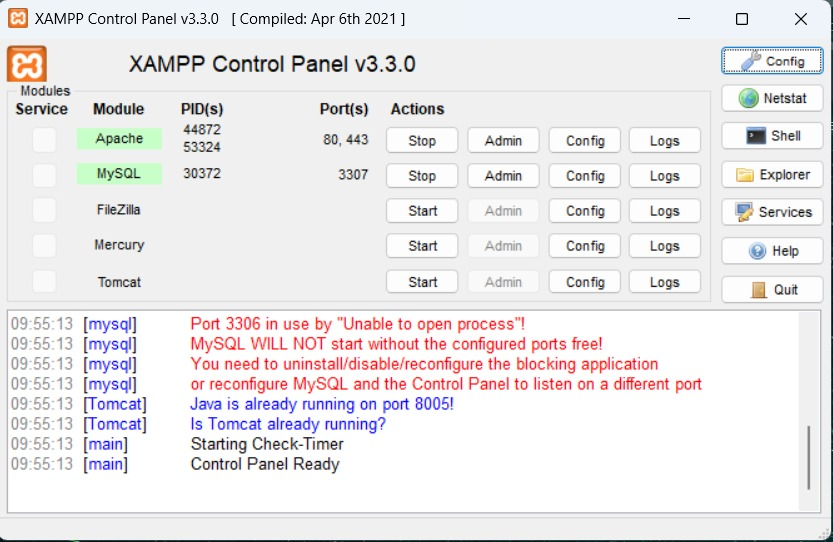 XAMPP Control Panel v3.3.0 [ Compiled: Apr 6th 2021 ]
XAMPP Control Panel v3.3.0
Config
Modules
Service Module PID(s) Port(s) Actions
Netstat
Apache 44872 53324 80, 443 Stop Admin Config Logs
Shell
MySQL 30372 3307 Stop Admin Config Logs
Explorer
FileZilla Start Admin Config Logs
Services
Mercury Start Admin Config Logs
Help
Tomcat Start Admin Config Logs
Quit
09:55:13 [mysql] Port 3306 in use by "Unable to open process"!
09:55:13 [mysql] MySQL WILL NOT start without the configured ports free!
09:55:13 [mysql] You need to uninstall/disable/reconfigure the blocking application
09:55:13 [mysql] or reconfigure MySQL and the Control Panel to listen on a different port
09:55:13 [Tomcat] Java is already running on port 8005!
09:55:13 [Tomcat] Is Tomcat already running?
09:55:13 [main] Starting Check-Timer
09:55:13 [main] Control Panel Ready